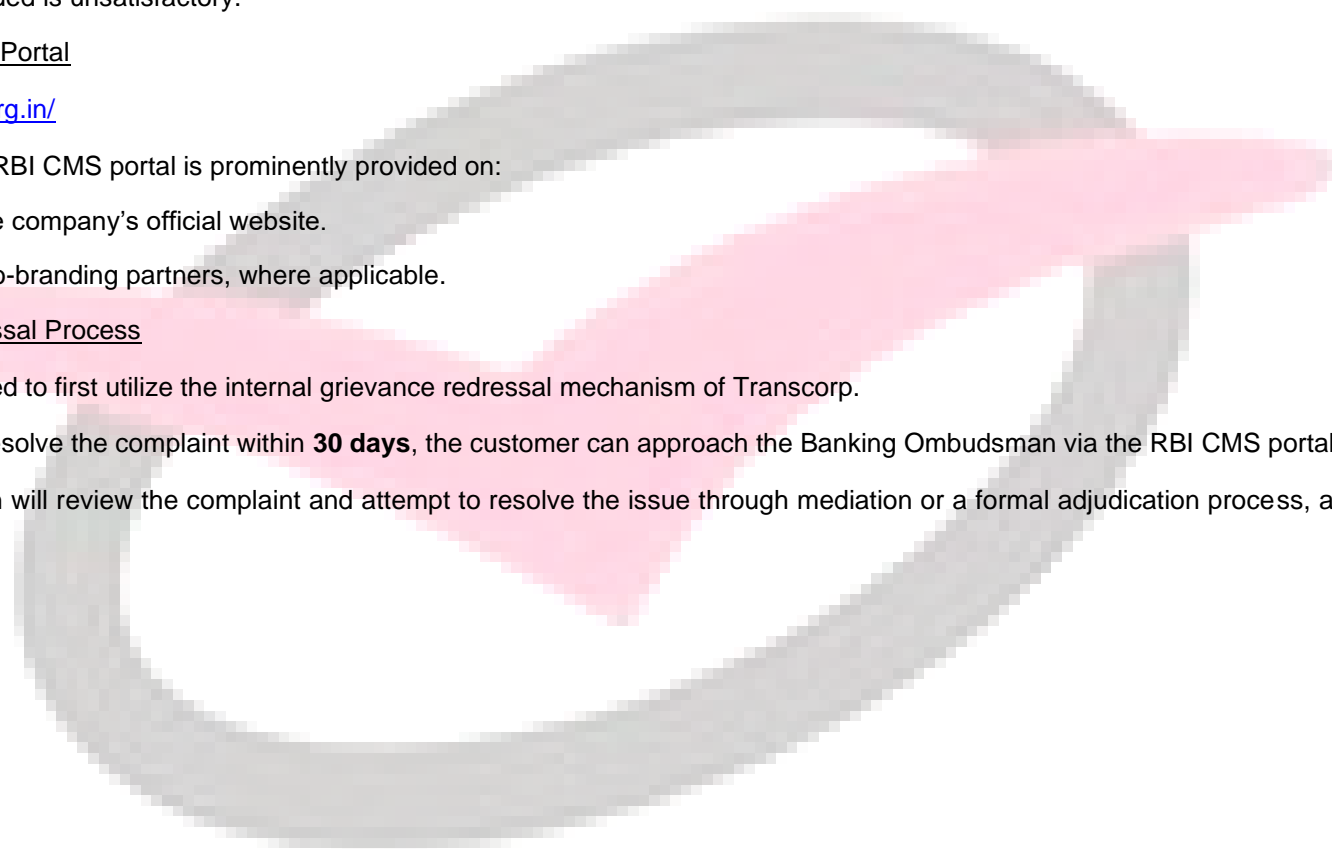 ded is unsatisfactory.
Portal
rg.in/
RBI CMS portal is prominently provided on:
e company’s official website.
o-branding partners, where applicable.
ssal Process
ed to first utilize the internal grievance redressal mechanism of Transcorp.
esolve the complaint within 30 days, the customer can approach the Banking Ombudsman via the RBI CMS portal
n will review the complaint and attempt to resolve the issue through mediation or a formal adjudication process, a